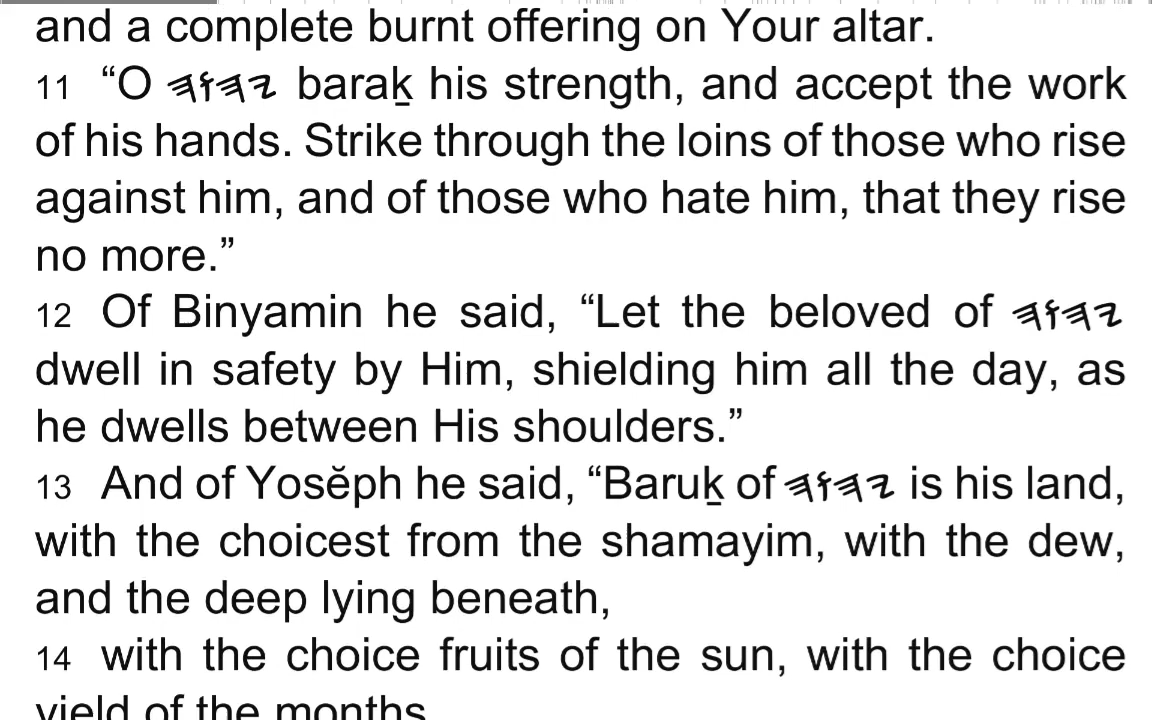 and a complete burnt offering on Your altar.
11 “O 𐤉𐤄𐤅𐤄 baraḵ his strength, and accept the work
of his hands. Strike through the loins of those who rise
against him, and of those who hate him, that they rise
no more.”
12 Of Binyamin he said, “Let the beloved of 𐤉𐤄𐤅𐤄
dwell in safety by Him, shielding him all the day, as
he dwells between His shoulders.”
13 And of Yosĕph he said, “Baruḵ of 𐤉𐤄𐤅𐤄 is his land,
with the choicest from the shamayim, with the dew,
and the deep lying beneath,
14 with the choice fruits of the sun, with the choice
yield of the months